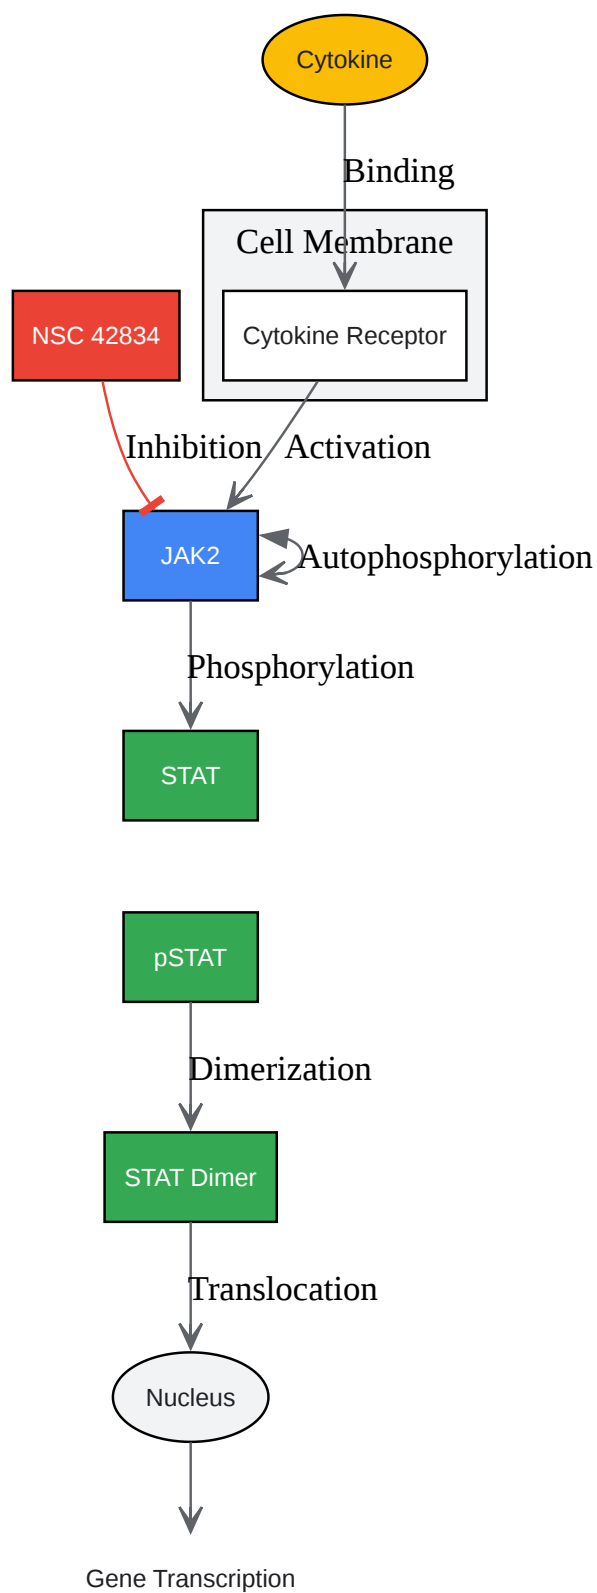 Cytokine
Binding
Cell Membrane
NSC 42834
Cytokine Receptor
Inhibition
Activation
JAK2
Autophosphorylation
Phosphorylation
STAT
pSTAT
Dimerization
STAT Dimer
Translocation
Nucleus
Gene Transcription